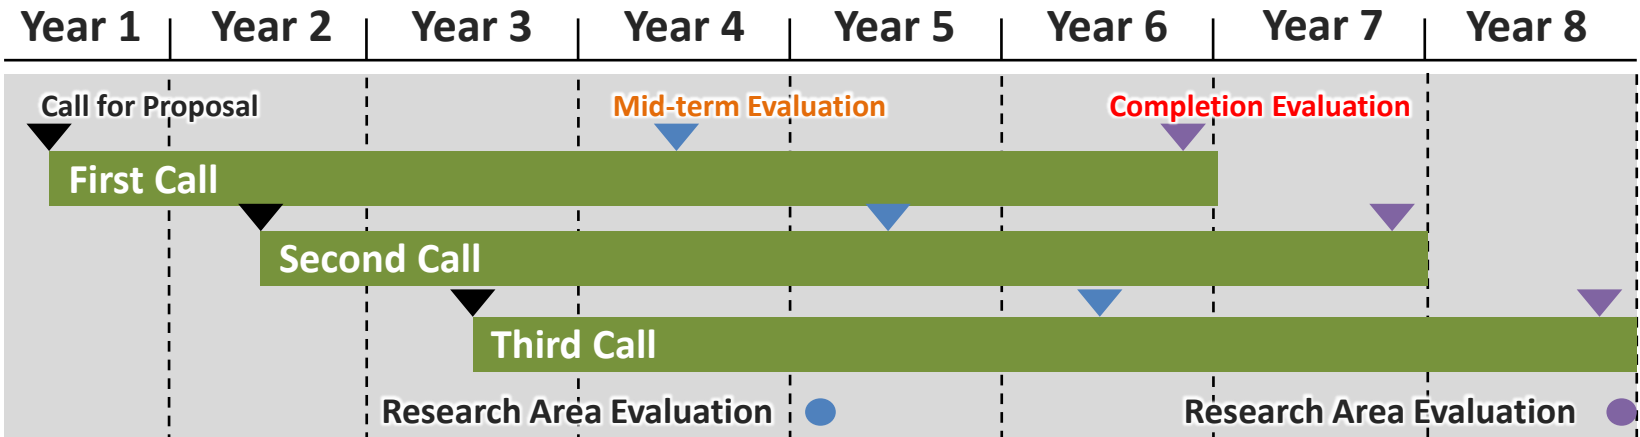 Year 1 Year 2 Year 3 Year 4 Year 5 Year 6 Year 7 Year 8
Call for Proposal Mid-term Evaluation Completion Evaluation
First Call
Second Call
Third Call
Research Area Evaluation Research Area Evaluation